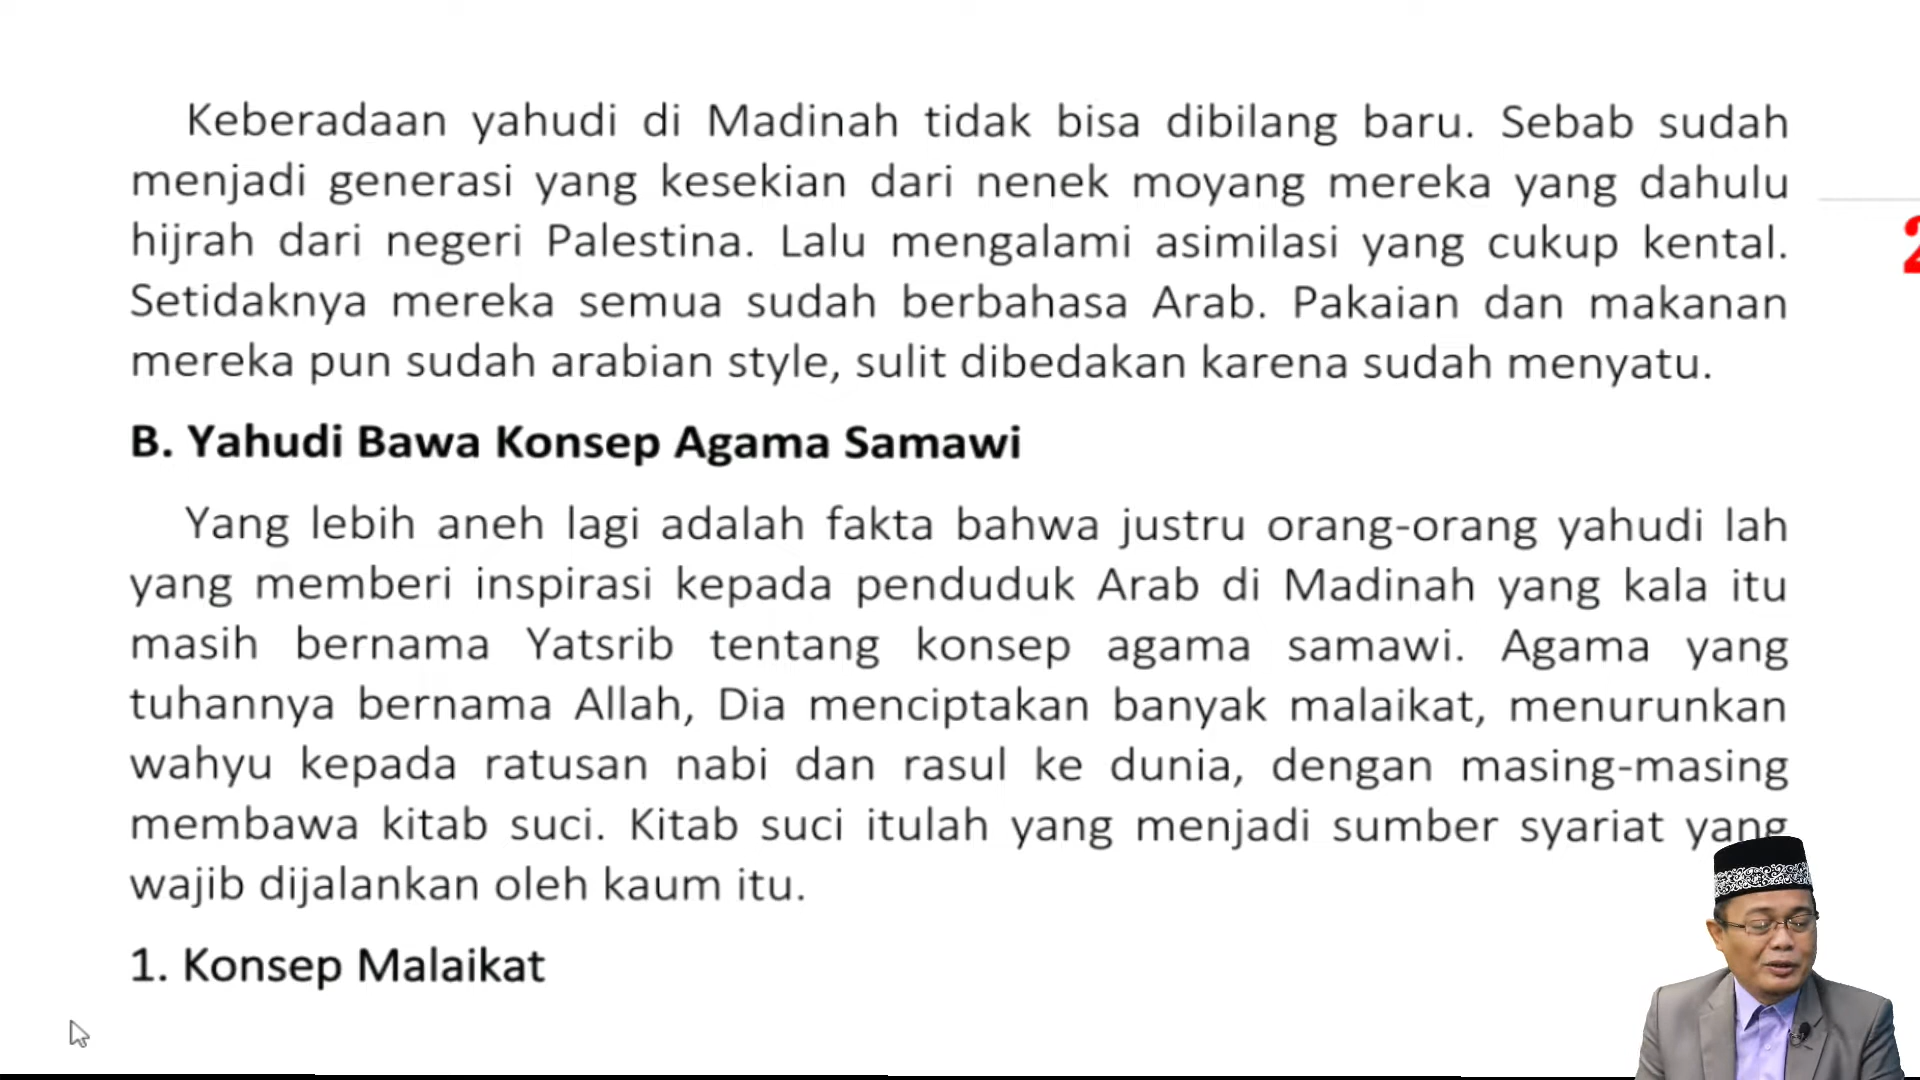 Keberadaan yahudi di Madinah tidak bisa dibilang baru. Sebab sudah
menjadi generasi yang kesekian dari nenek moyang mereka yang dahulu
hijrah dari negeri Palestina. Lalu mengalami asimilasi yang cukup kental.
Setidaknya mereka semua sudah berbahasa Arab. Pakaian dan makanan
mereka pun sudah arabian style, sulit dibedakan karena sudah menyatu.
B. Yahudi Bawa Konsep Agama Samawi
Yang lebih aneh lagi adalah fakta bahwa justru orang-orang yahudi lah
yang memberi inspirasi kepada penduduk Arab di Madinah yang kala itu
masih bernama Yatsrib tentang konsep agama samawi. Agama yang
tuhannya bernama Allah, Dia menciptakan banyak malaikat, menurunkan
wahyu kepada ratusan nabi dan rasul ke dunia, dengan masing-masing
membawa kitab suci. Kitab suci itulah yang menjadi sumber syariat yang
wajib dijalankan oleh kaum itu.
1. Konsep Malaikat